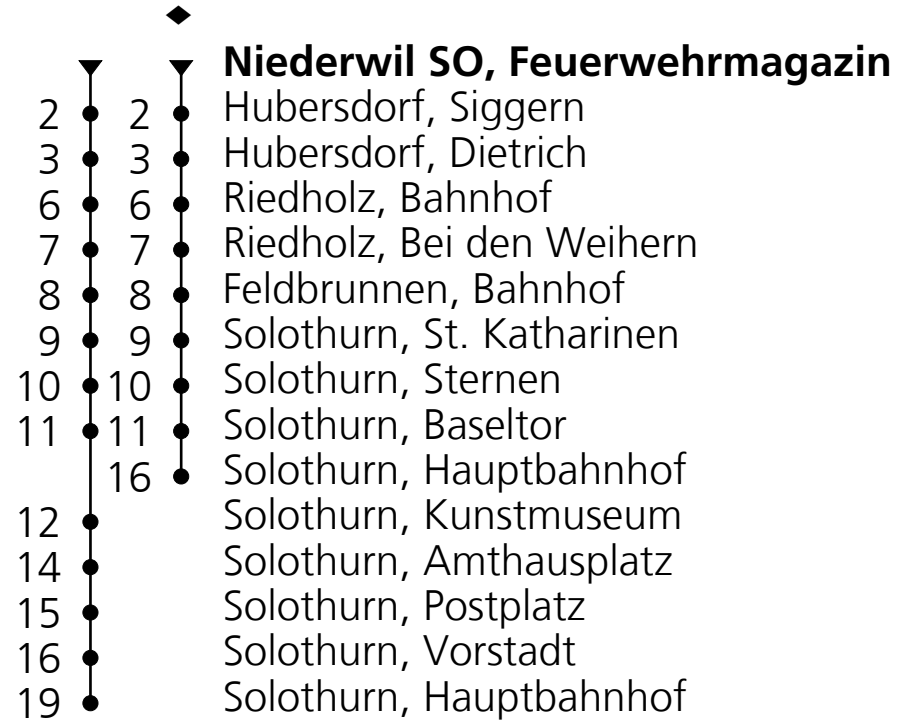 Niederwil SO, Feuerwehrmagazin
2 2 Hubersdorf, Siggern
3 3 Hubersdorf, Dietrich
6 6 Riedholz, Bahnhof
7 7 Riedholz, Bei den Weihern
8 8 Feldbrunnen, Bahnhof
9 9 Solothurn, St. Katharinen
10 10 Solothurn, Sternen
11 11 Solothurn, Baseltor
16 Solothurn, Hauptbahnhof
12 Solothurn, Kunstmuseum
14 Solothurn, Amthausplatz
15 Solothurn, Postplatz
16 Solothurn, Vorstadt
19 Solothurn, Hauptbahnhof